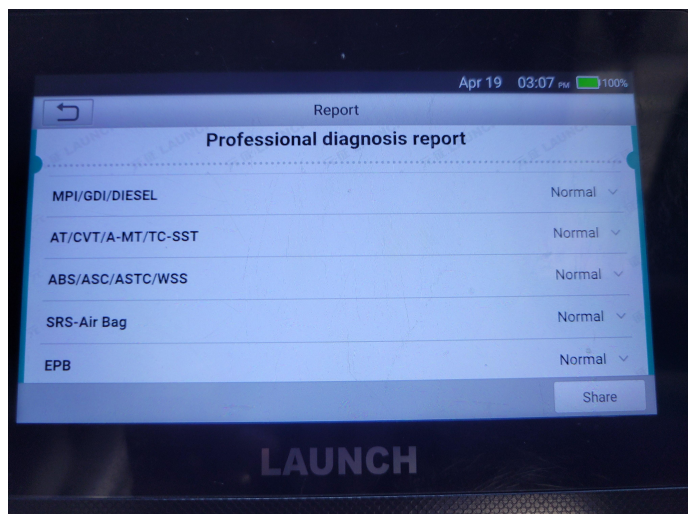 Apr 19 03:07 PM 100%
Report
Professional diagnosis report
MPI/GDI/DIESEL Normal
AT/CVT/A-MT/TC-SST Normal
ABS/ASC/ASTC/WSS Normal
SRS-Air Bag Normal
EPB Normal
Share
LAUNCH